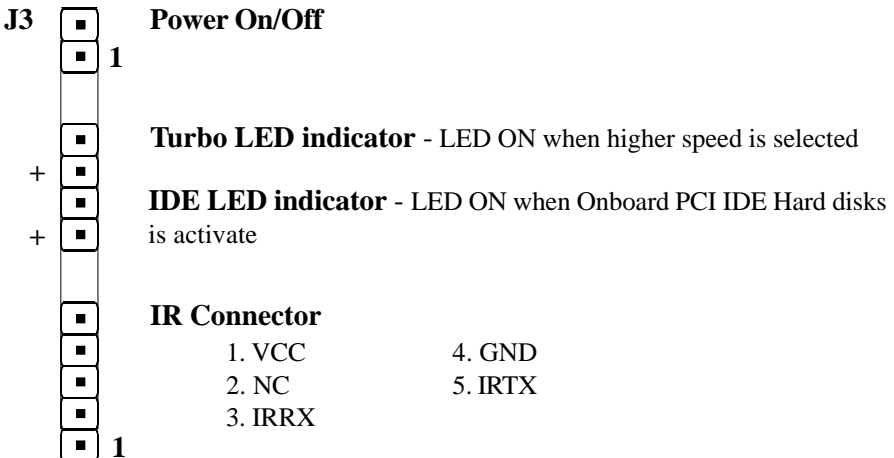 J3 Power On/Off
1
Turbo LED indicator - LED ON when higher speed is selected
+
IDE LED indicator - LED ON when Onboard PCI IDE Hard disks
+ is activate
IR Connector
1. VCC 4. GND
2. NC 5. IRTX
3. IRRX
1